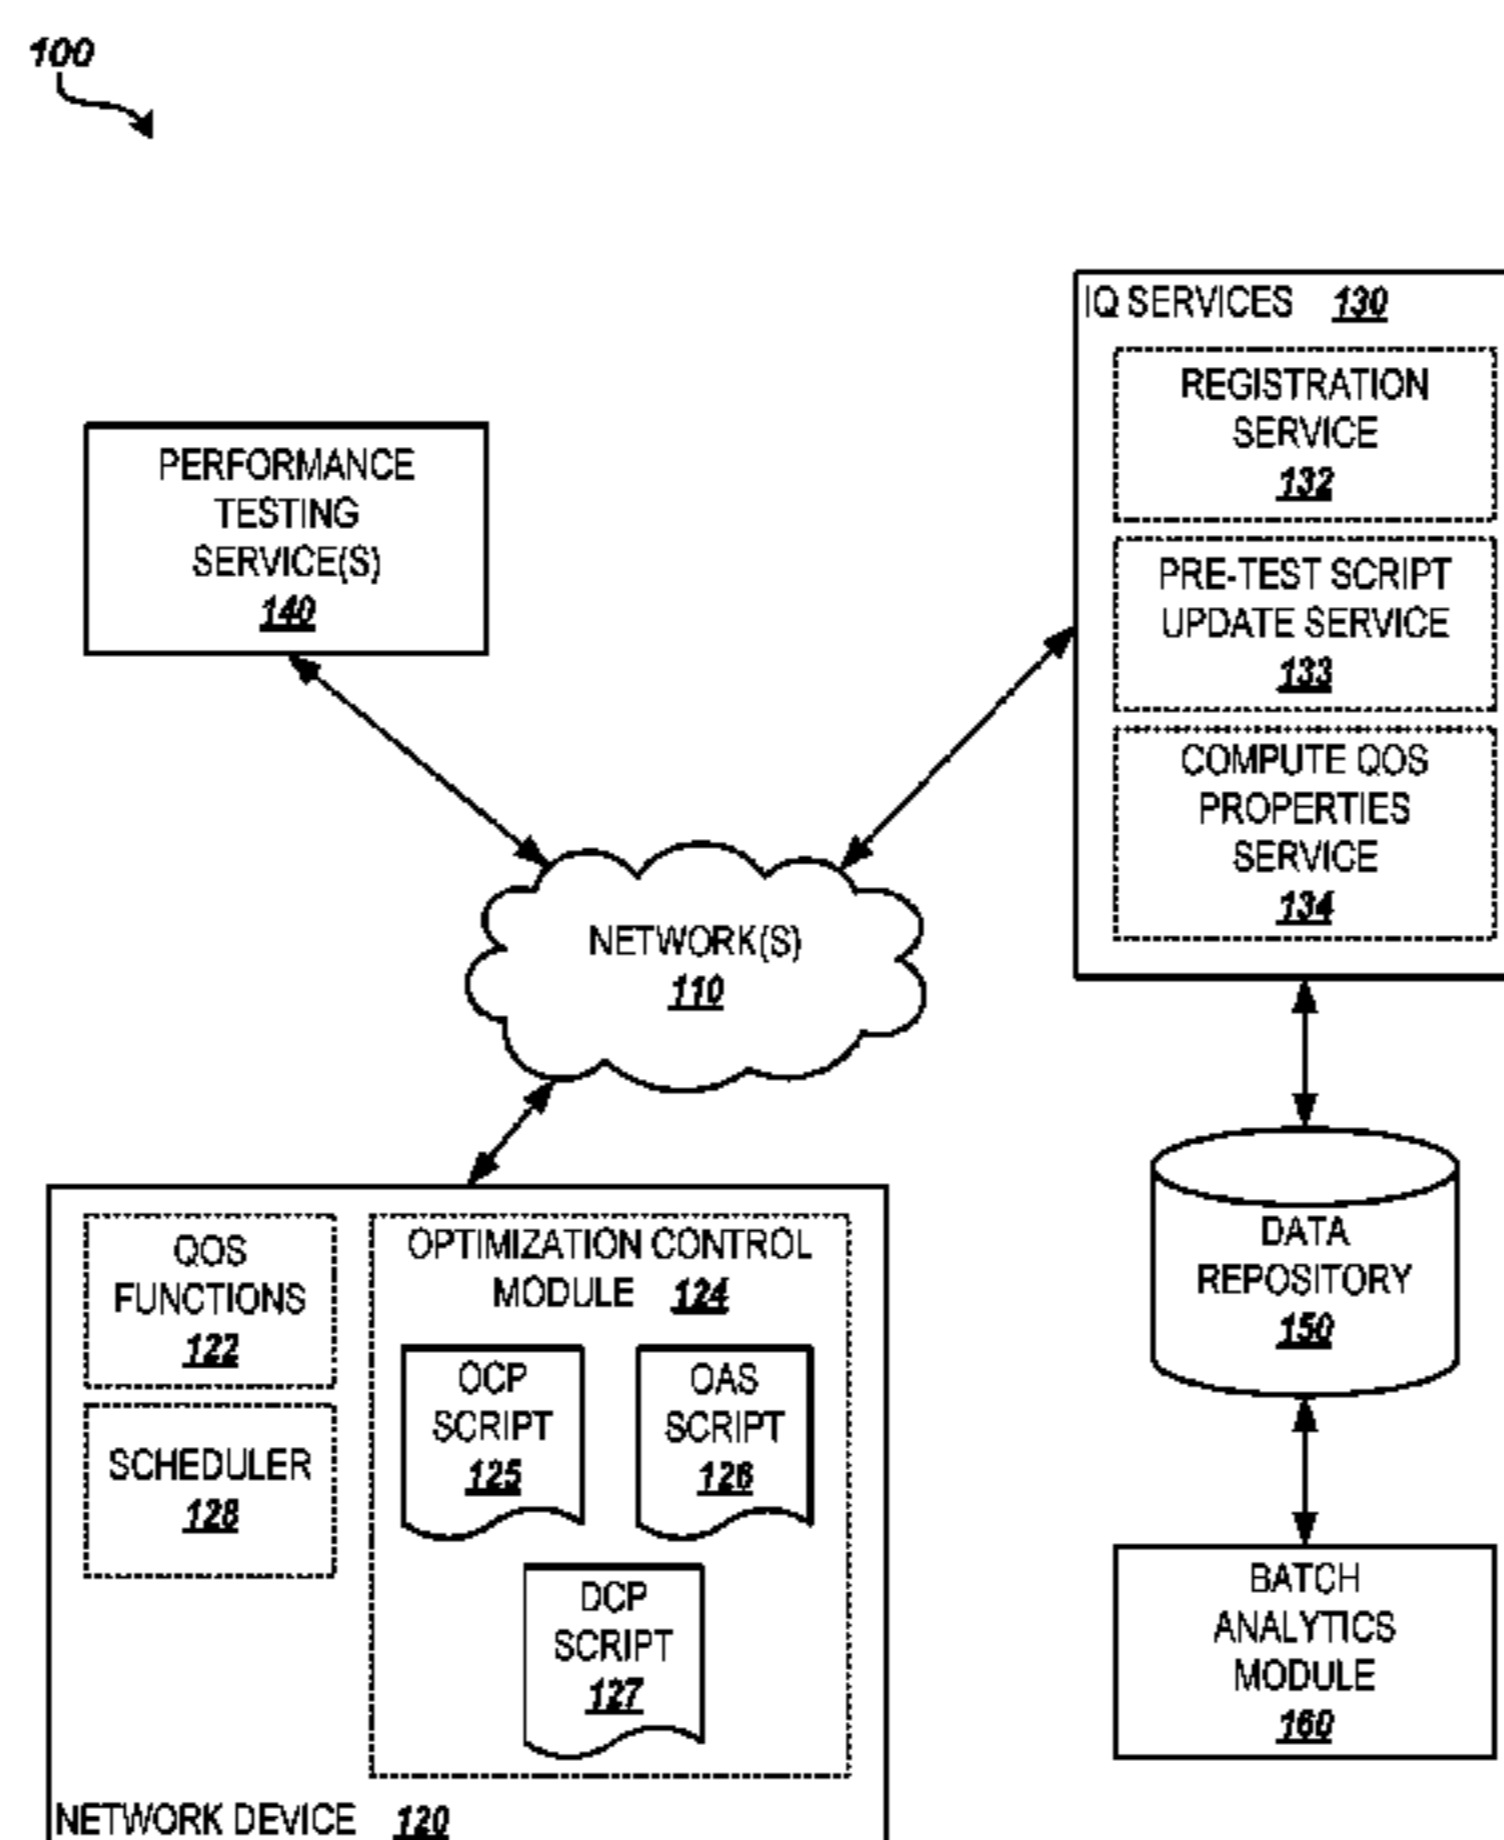 100
IQ SERVICES 130
REGISTRATION
SERVICE
132
PRE-TEST SCRIPT
UPDATE SERVICE
133
COMPUTE QOS
PROPERTIES
SERVICE
134
PERFORMANCE
TESTING
SERVICE(S)
140
NETWORK(S)
110
QOS
FUNCTIONS
122
SCHEDULER
128
OPTIMIZATION CONTROL
MODULE 124
OCP
SCRIPT
125
OAS
SCRIPT
126
DCP
SCRIPT
127
NETWORK DEVICE 120
DATA
REPOSITORY
150
BATCH
ANALYTICS
MODULE
160